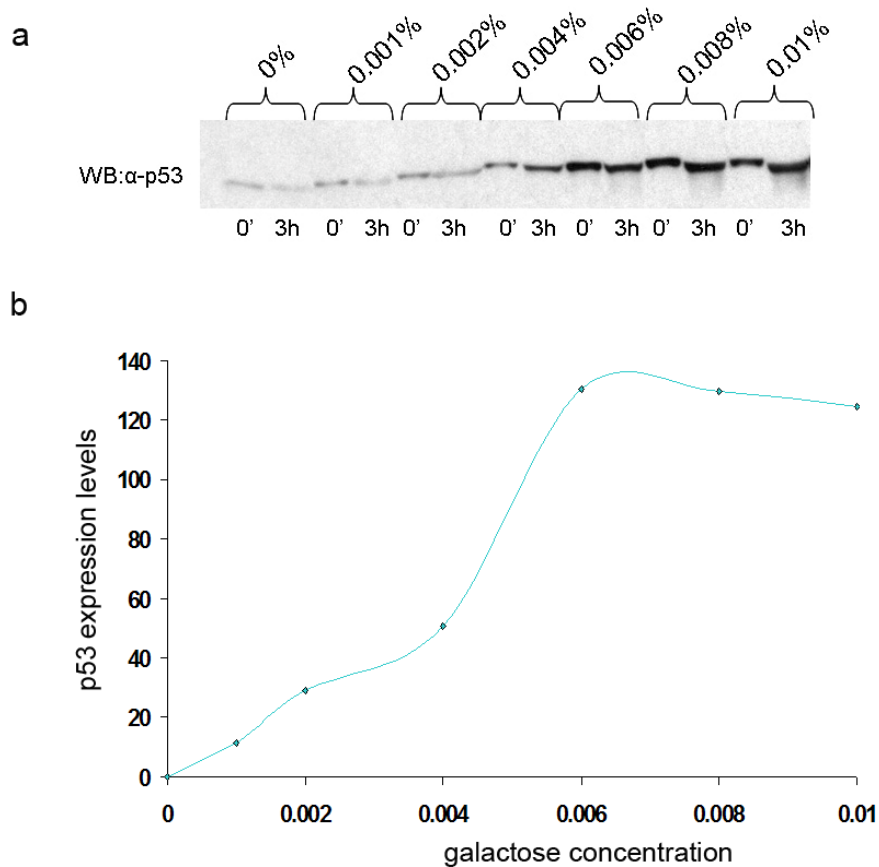 a
0% 0.001% 0.002% 0.004% 0.006% 0.008% 0.01%
WB:α-p53
0' 3h 0' 3h 0' 3h 0' 3h 0' 3h 0' 3h 0' 3h
b
p53 expression levels
140
120
100
80
60
40
20
0
0 0.002 0.004 0.006 0.008 0.01
galactose concentration